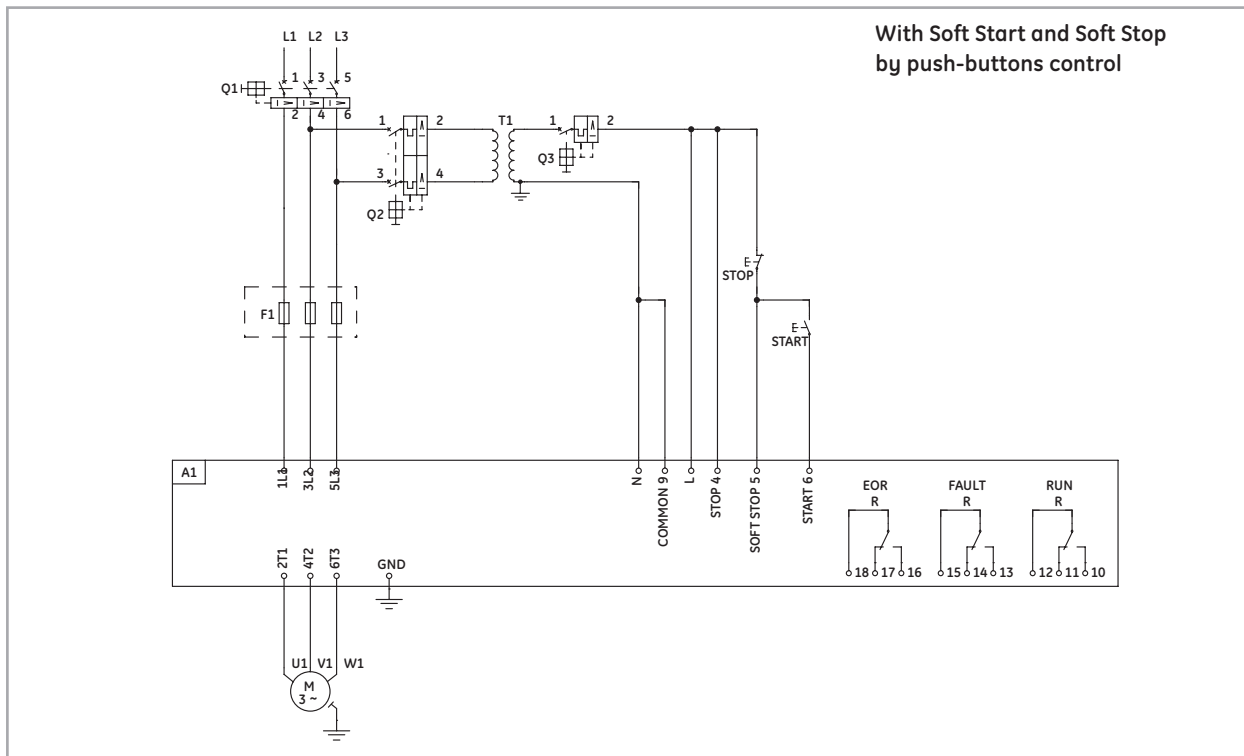 With Soft Start and Soft Stop
by push-buttons control
L1 L2 L3
Q1 1 3 5
2 4 6
1 2 T1 1 2
Q3
3 4
Q2
E
STOP
F1
E
START
A1
1L1 3L2 5L3 N COMMON 9 L STOP 4 SOFT STOP 5 START 6
EOR FAULT RUN
R R R
2T1 4T2 6T3 GND
18 17 16 15 14 13 12 11 10
U1 V1 W1
M
3 ~